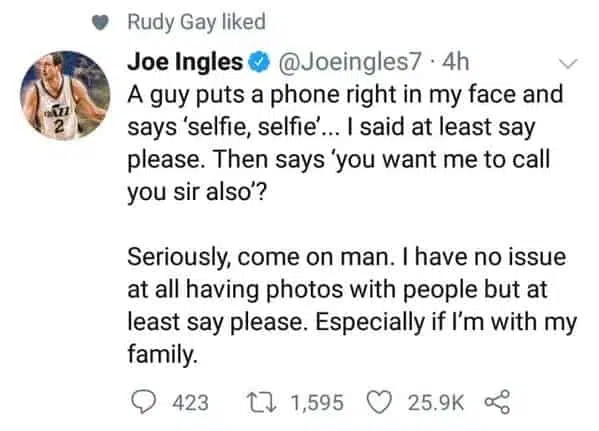 Rudy Gay liked
Joe Ingles @Joeingles7 · 4h
A guy puts a phone right in my face and
says ‘selfie, selfie’... I said at least say
please. Then says ‘you want me to call
you sir also’?
Seriously, come on man. I have no issue
at all having photos with people but at
least say please. Especially if I’m with my
family.
423 1,595 25.9K
JAZZ
2